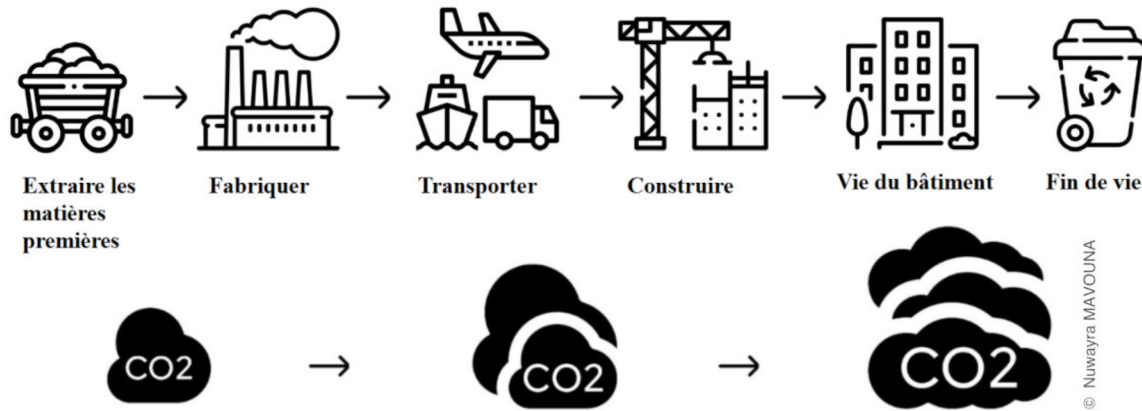 Extraire les
matières
premières
Fabriquer
Transporter
Construire
Vie du bâtiment
Fin de vie
CO2
CO2
CO2
© Nuwayra MAVOUNA